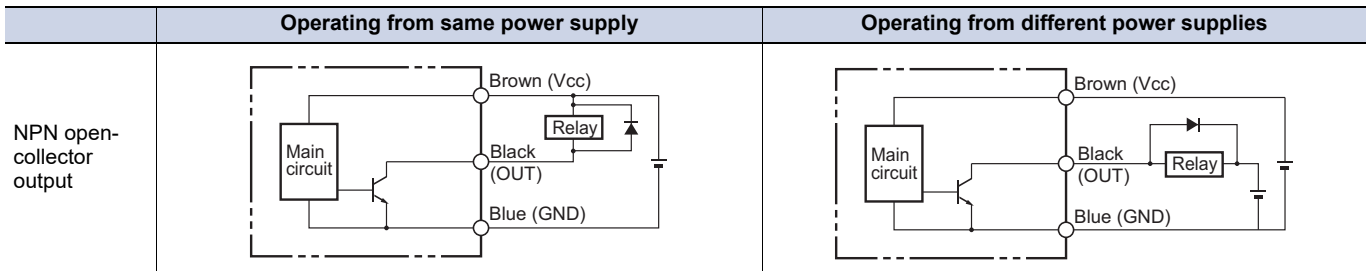 Operating from same power supply
Operating from different power supplies
NPN open-
collector
output
Brown (Vcc)
Relay
Main
circuit
Black
(OUT)
Blue (GND)
Brown (Vcc)
Main
circuit
Black
(OUT)
Relay
Blue (GND)